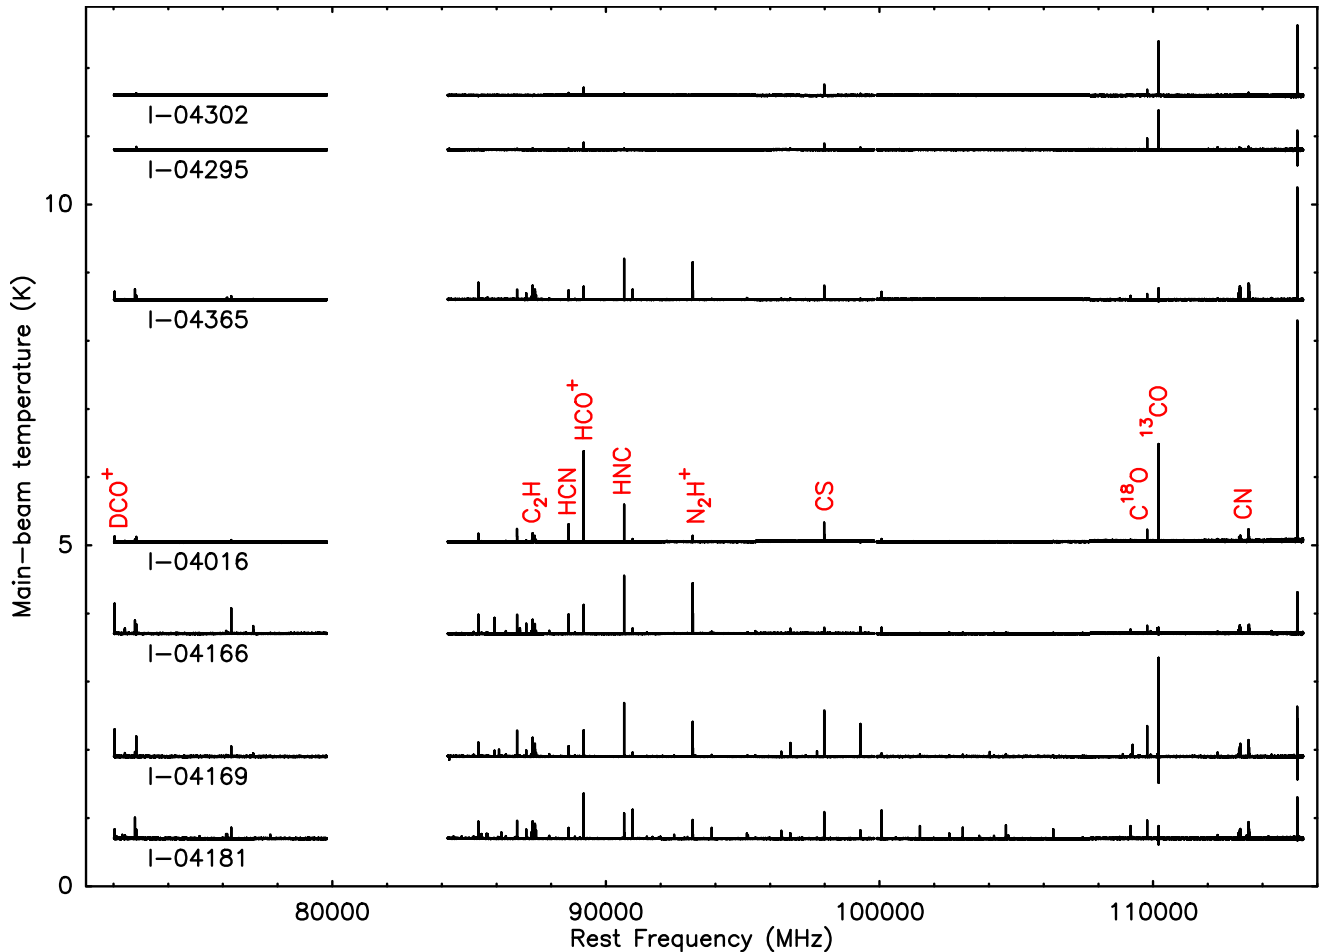 I-04302
I-04295
10
I-04365
Main-beam temperature (K)
DCO⁺
C₂H
HCN
HCO⁺
HNC
N₂H⁺
CS
C¹⁸O
¹³CO
CN
5
I-04016
I-04166
I-04169
I-04181
0
80000 90000 100000 110000
Rest Frequency (MHz)